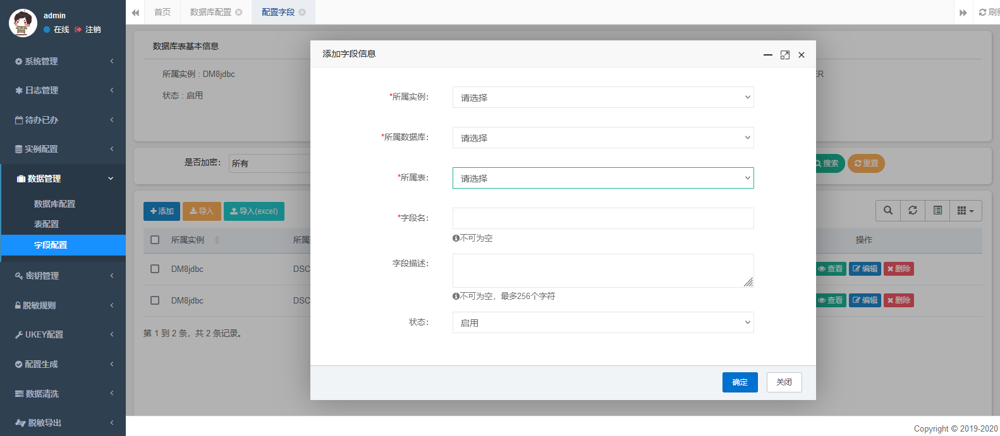 admin
在线 注销
系统管理
日志管理
待办已办
实例配置
数据管理
数据库配置
表配置
字段配置
密钥管理
脱敏规则
UKEY配置
配置生成
数据清洗
脱敏导出
首页 数据库配置 配置字段 刷新
数据库表基本信息
所属实例 : DM8jdbc ER
状态 : 启用
是否加密： 所有 搜索 重置
添加 导入 导入(excel)
所属实例 所属 操作
DM8jdbc DSC 查看 编辑 删除
DM8jdbc DSC 查看 编辑 删除
第 1 到 2 条，共 2 条记录。
添加字段信息
*所属实例： 请选择
*所属数据库： 请选择
*所属表： 请选择
*字段名：
不可为空
字段描述：
不可为空，最多256个字符
状态： 启用
确定 关闭
Copyright © 2019-2020